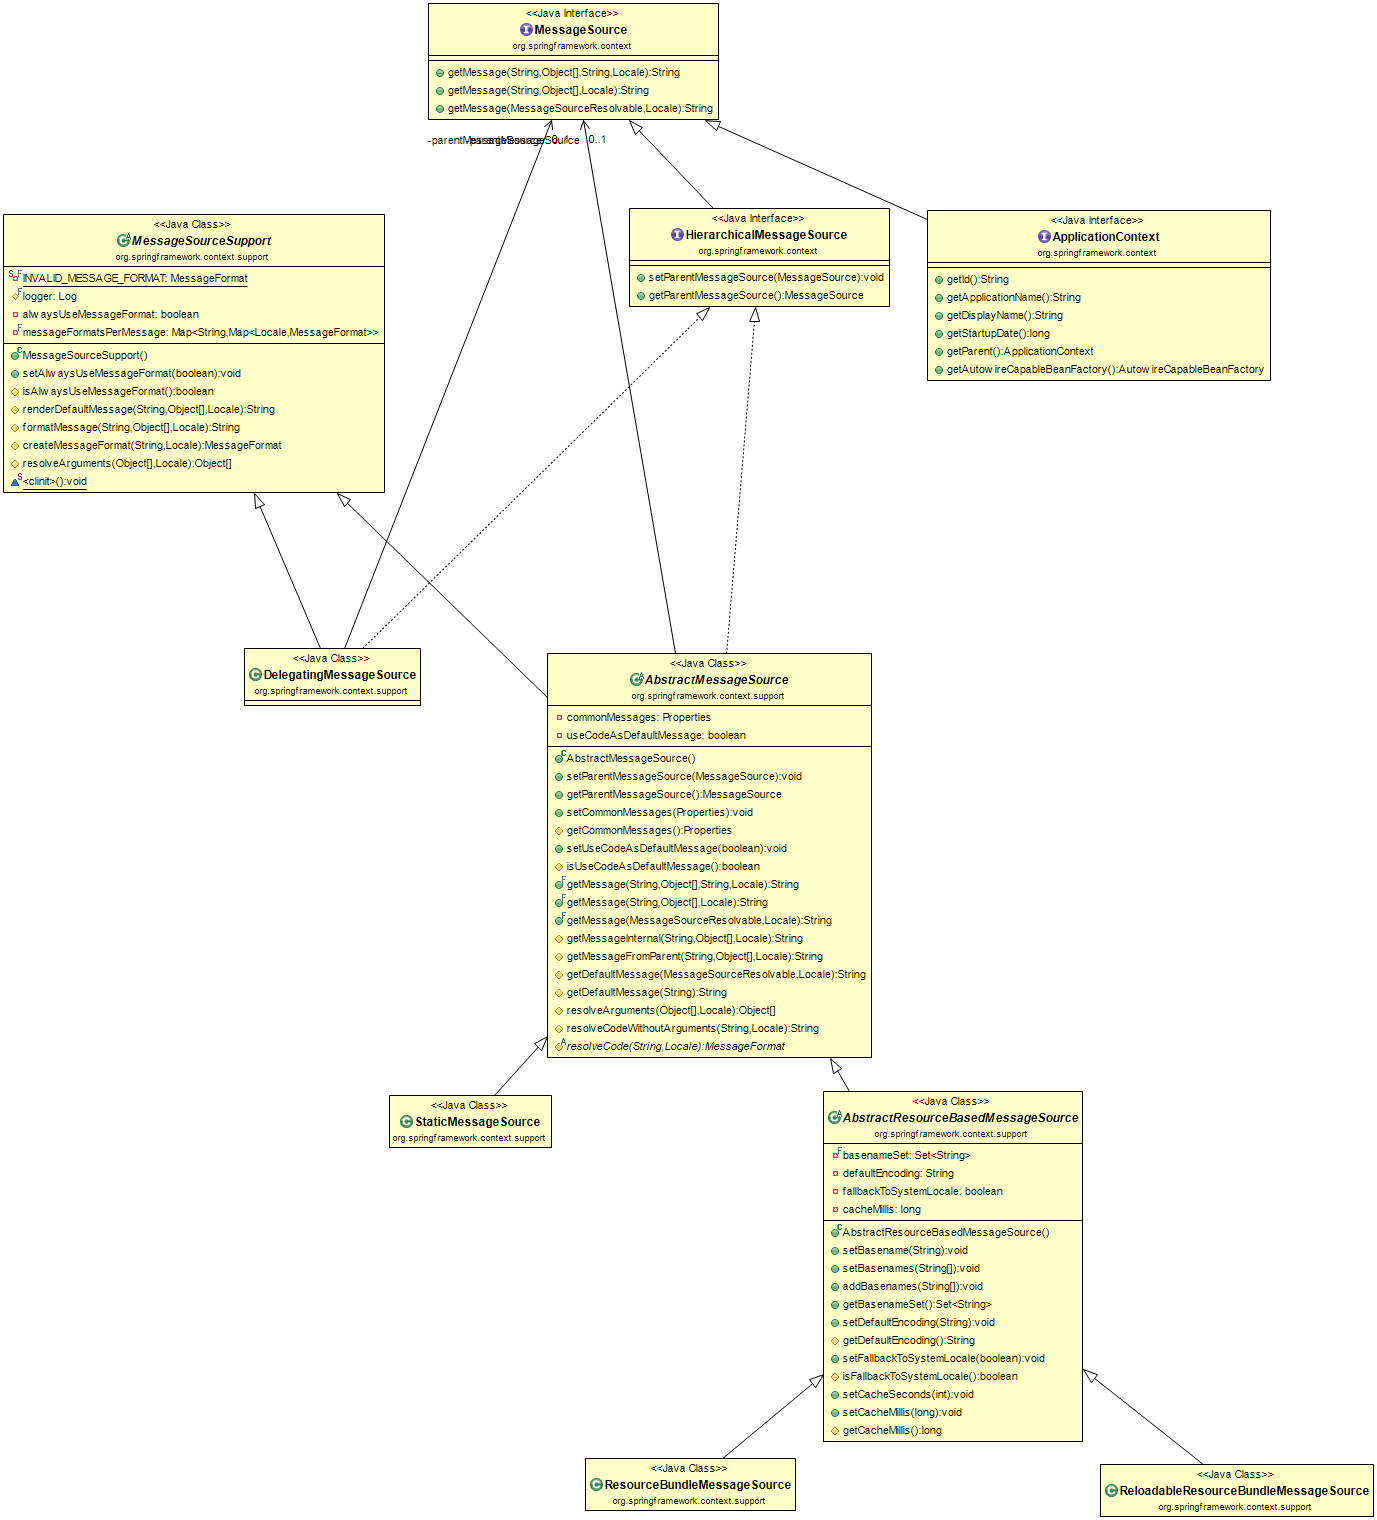 <<Java Interface>>
MessageSource
org.springframework.context
getMessage(String,Object[],String,Locale):String
getMessage(String,Object[],Locale):String
getMessage(MessageSourceResolvable,Locale):String
-parentMessageSource 0..1
-parentMessageSource 0..1
<<Java Class>>
MessageSourceSupport
org.springframework.context.support
INVALID_MESSAGE_FORMAT: MessageFormat
logger: Log
alwaysUseMessageFormat: boolean
messageFormatsPerMessage: Map<String,Map<Locale,MessageFormat>>
MessageSourceSupport()
setAlwaysUseMessageFormat(boolean):void
isAlwaysUseMessageFormat():boolean
renderDefaultMessage(String,Object[],Locale):String
formatMessage(String,Object[],Locale):String
createMessageFormat(String,Locale):MessageFormat
resolveArguments(Object[],Locale):Object[]
<clinit>():void
<<Java Interface>>
HierarchicalMessageSource
org.springframework.context
setParentMessageSource(MessageSource):void
getParentMessageSource():MessageSource
<<Java Interface>>
ApplicationContext
org.springframework.context
getId():String
getApplicationName():String
getDisplayName():String
getStartupDate():long
getParent():ApplicationContext
getAutowireCapableBeanFactory():AutowireCapableBeanFactory
<<Java Class>>
DelegatingMessageSource
org.springframework.context.support
<<Java Class>>
AbstractMessageSource
org.springframework.context.support
commonMessages: Properties
useCodeAsDefaultMessage: boolean
AbstractMessageSource()
setParentMessageSource(MessageSource):void
getParentMessageSource():MessageSource
setCommonMessages(Properties):void
getCommonMessages():Properties
setUseCodeAsDefaultMessage(boolean):void
isUseCodeAsDefaultMessage():boolean
getMessage(String,Object[],String,Locale):String
getMessage(String,Object[],Locale):String
getMessage(MessageSourceResolvable,Locale):String
getMessageInternal(String,Object[],Locale):String
getMessageFromParent(String,Object[],Locale):String
getDefaultMessage(MessageSourceResolvable,Locale):String
getDefaultMessage(String):String
resolveArguments(Object[],Locale):Object[]
resolveCodeWithoutArguments(String,Locale):String
resolveCode(String,Locale):MessageFormat
<<Java Class>>
StaticMessageSource
org.springframework.context.support
<<Java Class>>
AbstractResourceBasedMessageSource
org.springframework.context.support
basenameSet: Set<String>
defaultEncoding: String
fallbackToSystemLocale: boolean
cacheMillis: long
AbstractResourceBasedMessageSource()
setBasename(String):void
setBasenames(String[]):void
addBasenames(String[]):void
getBasenameSet():Set<String>
setDefaultEncoding(String):void
getDefaultEncoding():String
setFallbackToSystemLocale(boolean):void
isFallbackToSystemLocale():boolean
setCacheSeconds(int):void
setCacheMillis(long):void
getCacheMillis():long
<<Java Class>>
ResourceBundleMessageSource
org.springframework.context.support
<<Java Class>>
ReloadableResourceBundleMessageSource
org.springframework.context.support